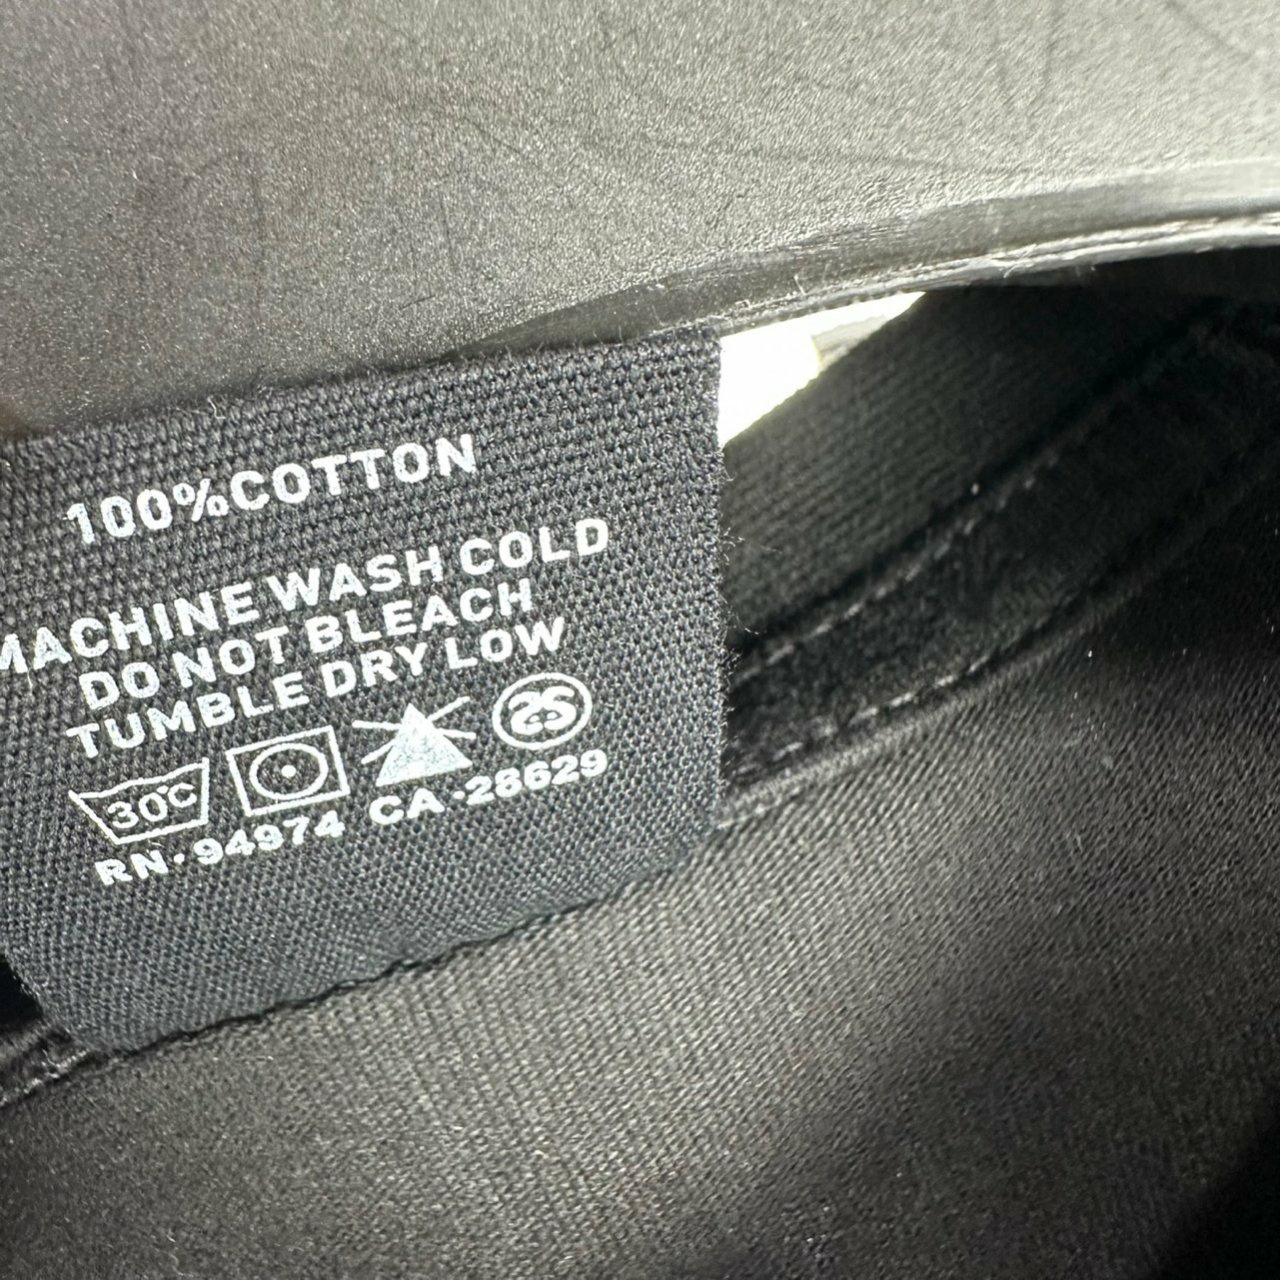 100%COTTON
MACHINE WASH COLD
DO NOT BLEACH
TUMBLE DRY LOW
30°C
RN·94974 CA·28629